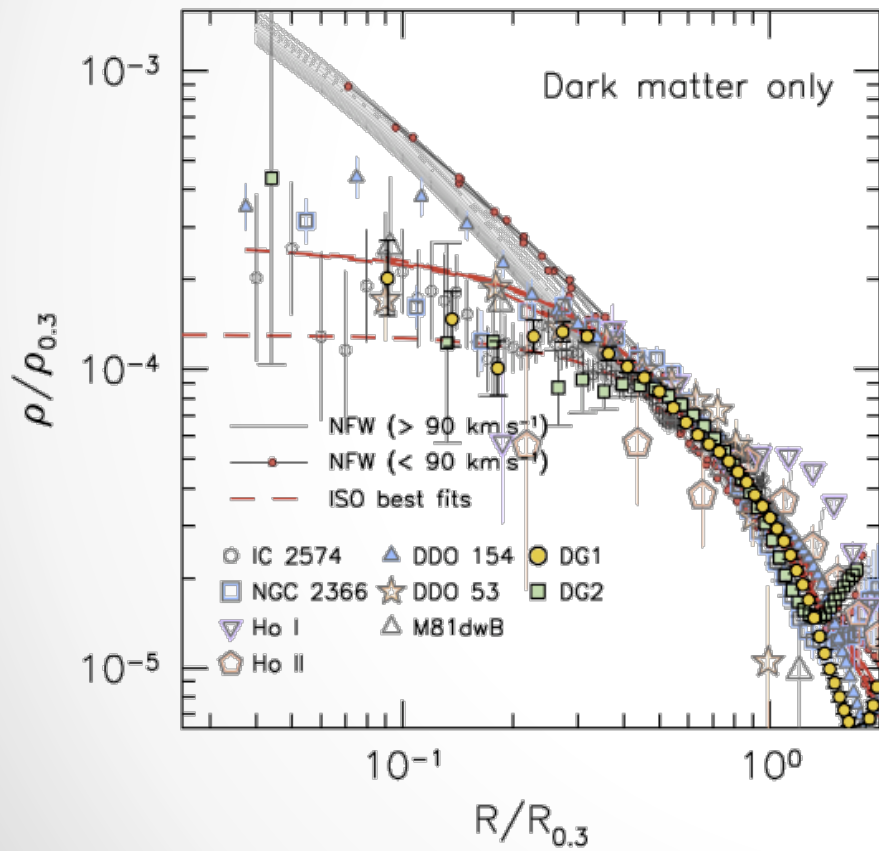 Dark matter only
10⁻³
10⁻⁴
10⁻⁵
ρ/ρ0.3
NFW (> 90 km s⁻¹)
NFW (< 90 km s⁻¹)
ISO best fits
IC 2574 DDO 154 DG1
NGC 2366 DDO 53 DG2
Ho I M81dwB
Ho II
10⁻¹ 10⁰
R/R0.3